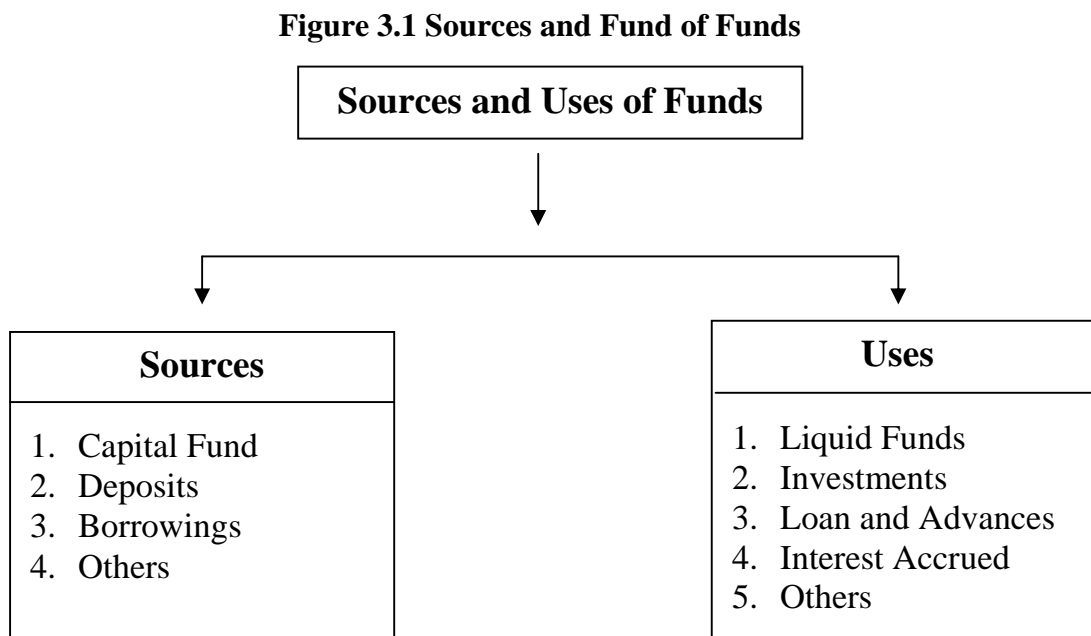 Figure 3.1 Sources and Fund of Funds
Sources and Uses of Funds
Sources
1. Capital Fund
2. Deposits
3. Borrowings
4. Others
Uses
1. Liquid Funds
2. Investments
3. Loan and Advances
4. Interest Accrued
5. Others